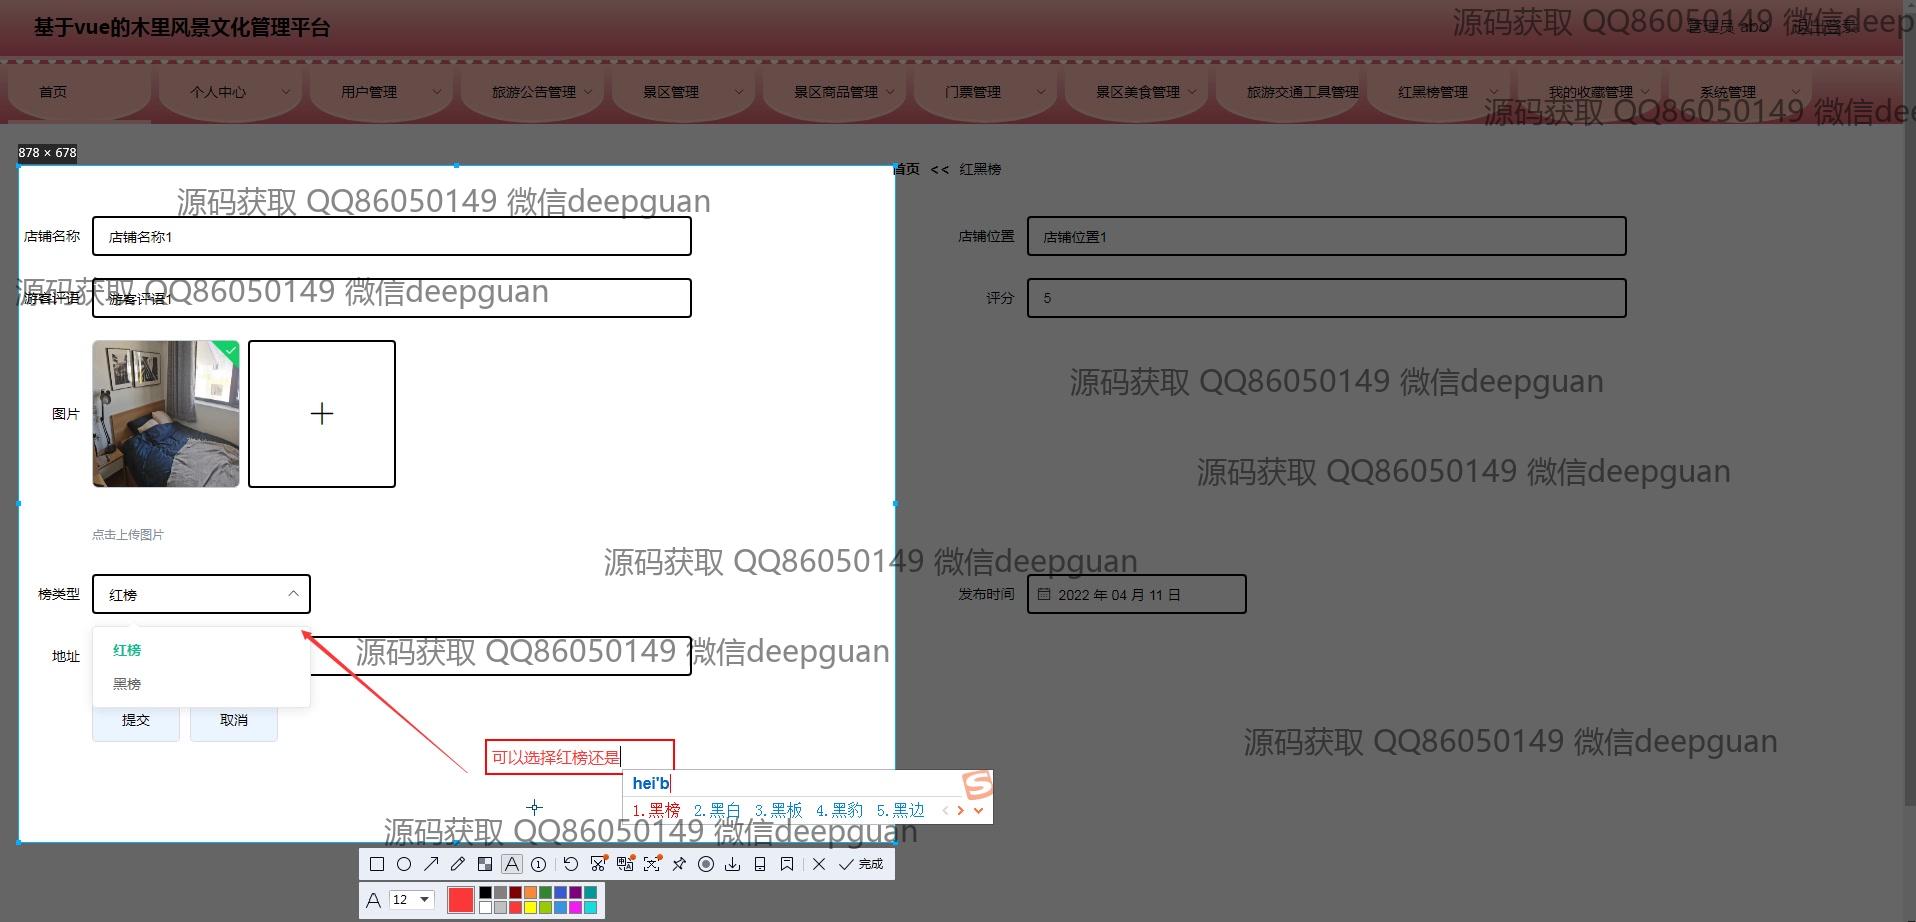 基于vue的木里风景文化管理平台
源码获取 QQ86050149 微信deep
管理员 abo
首页 个人中心 用户管理 旅游公告管理 景区管理 景区商品管理 门票管理 景区美食管理 旅游交通工具管理 红黑榜管理 我的收藏管理 系统管理
源码获取 QQ86050149 微信de
878 × 678
首页 << 红黑榜
源码获取 QQ86050149 微信deepguan
店铺名称 店铺名称1 店铺位置 店铺位置1
源码获取 QQ86050149 微信deepguan
游客评语 游客评语1 评分 5
源码获取 QQ86050149 微信deepguan
图片
源码获取 QQ86050149 微信deepguan
点击上传图片
源码获取 QQ86050149 微信deepguan
榜类型 红榜 发布时间 2022 年 04 月 11 日
红榜
地址
源码获取 QQ86050149 微信deepguan
黑榜
提交 取消
源码获取 QQ86050149 微信deepguan
可以选择红榜还是
hei'b
1.黑榜 2.黑白 3.黑板 4.黑豹 5.黑边
源码获取 QQ86050149 微信deepguan
完成
A 12